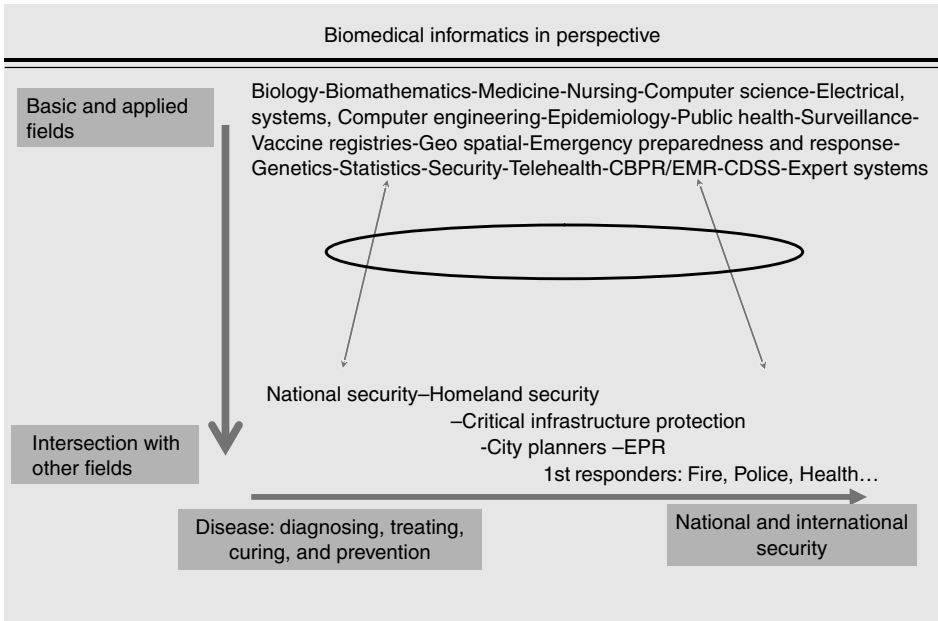 Biomedical informatics in perspective
Basic and applied
fields
Biology-Biomathematics-Medicine-Nursing-Computer science-Electrical,
systems, Computer engineering-Epidemiology-Public health-Surveillance-
Vaccine registries-Geo spatial-Emergency preparedness and response-
Genetics-Statistics-Security-Telehealth-CBPR/EMR-CDSS-Expert systems
National security–Homeland security
–Critical infrastructure protection
-City planners –EPR
1st responders: Fire, Police, Health…
Intersection with
other fields
Disease: diagnosing, treating,
curing, and prevention
National and international
security